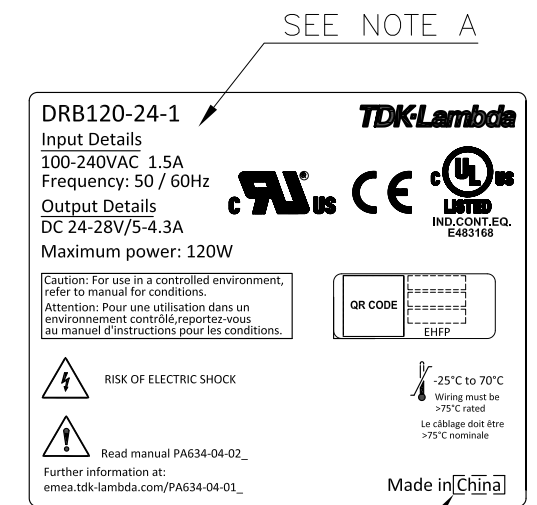 SEE NOTE A
DRB120-24-1
TDK-Lambda
Input Details
100-240VAC 1.5A
Frequency: 50 / 60Hz
Output Details
DC 24-28V/5-4.3A
Maximum power: 120W
c RU ® US
CE
c UL US
LISTED
IND.CONT.EQ.
E483168
Caution: For use in a controlled environment,
refer to manual for conditions.
Attention: Pour une utilisation dans un
environnement contrôlé,reportez-vous
au manuel d'instructions pour les conditions.
QR CODE
EHFP
RISK OF ELECTRIC SHOCK
-25°C to 70°C
Wiring must be
>75°C rated
Le câblage doit être
>75°C nominale
Read manual PA634-04-02_
Further information at:
emea.tdk-lambda.com/PA634-04-01_
Made in China